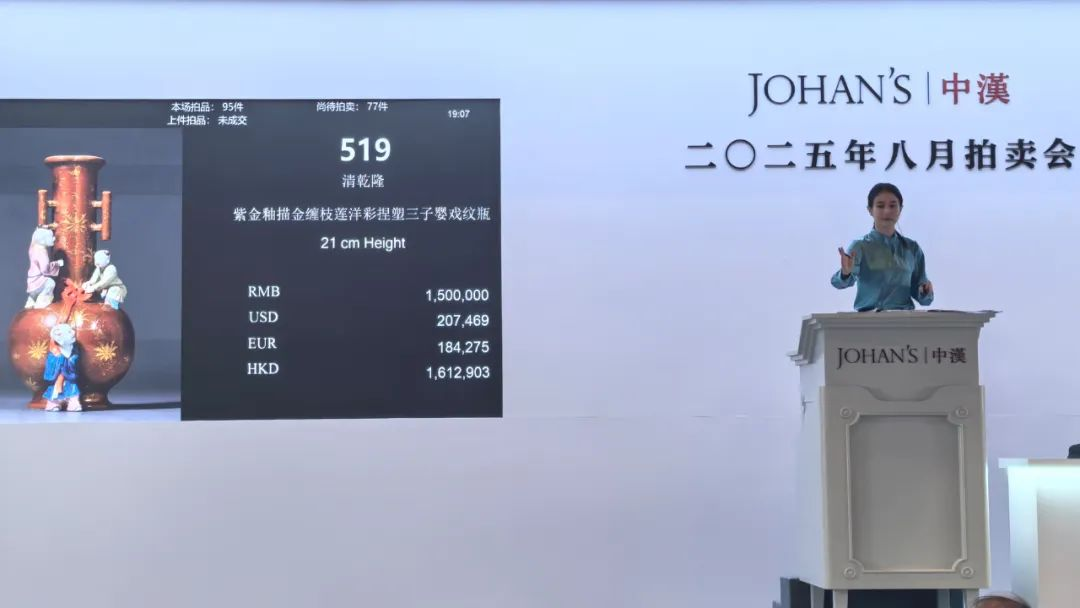 本场拍品： 95件 尚待拍卖： 77件
上件拍品： 未成交 19:07
519
清乾隆
紫金釉描金缠枝莲洋彩捏塑三子婴戏纹瓶
21 cm Height
RMB 1,500,000
USD 207,469
EUR 184,275
HKD 1,612,903
JOHAN'S | 中漢
二〇二五年八月拍卖会
JOHAN'S | 中漢